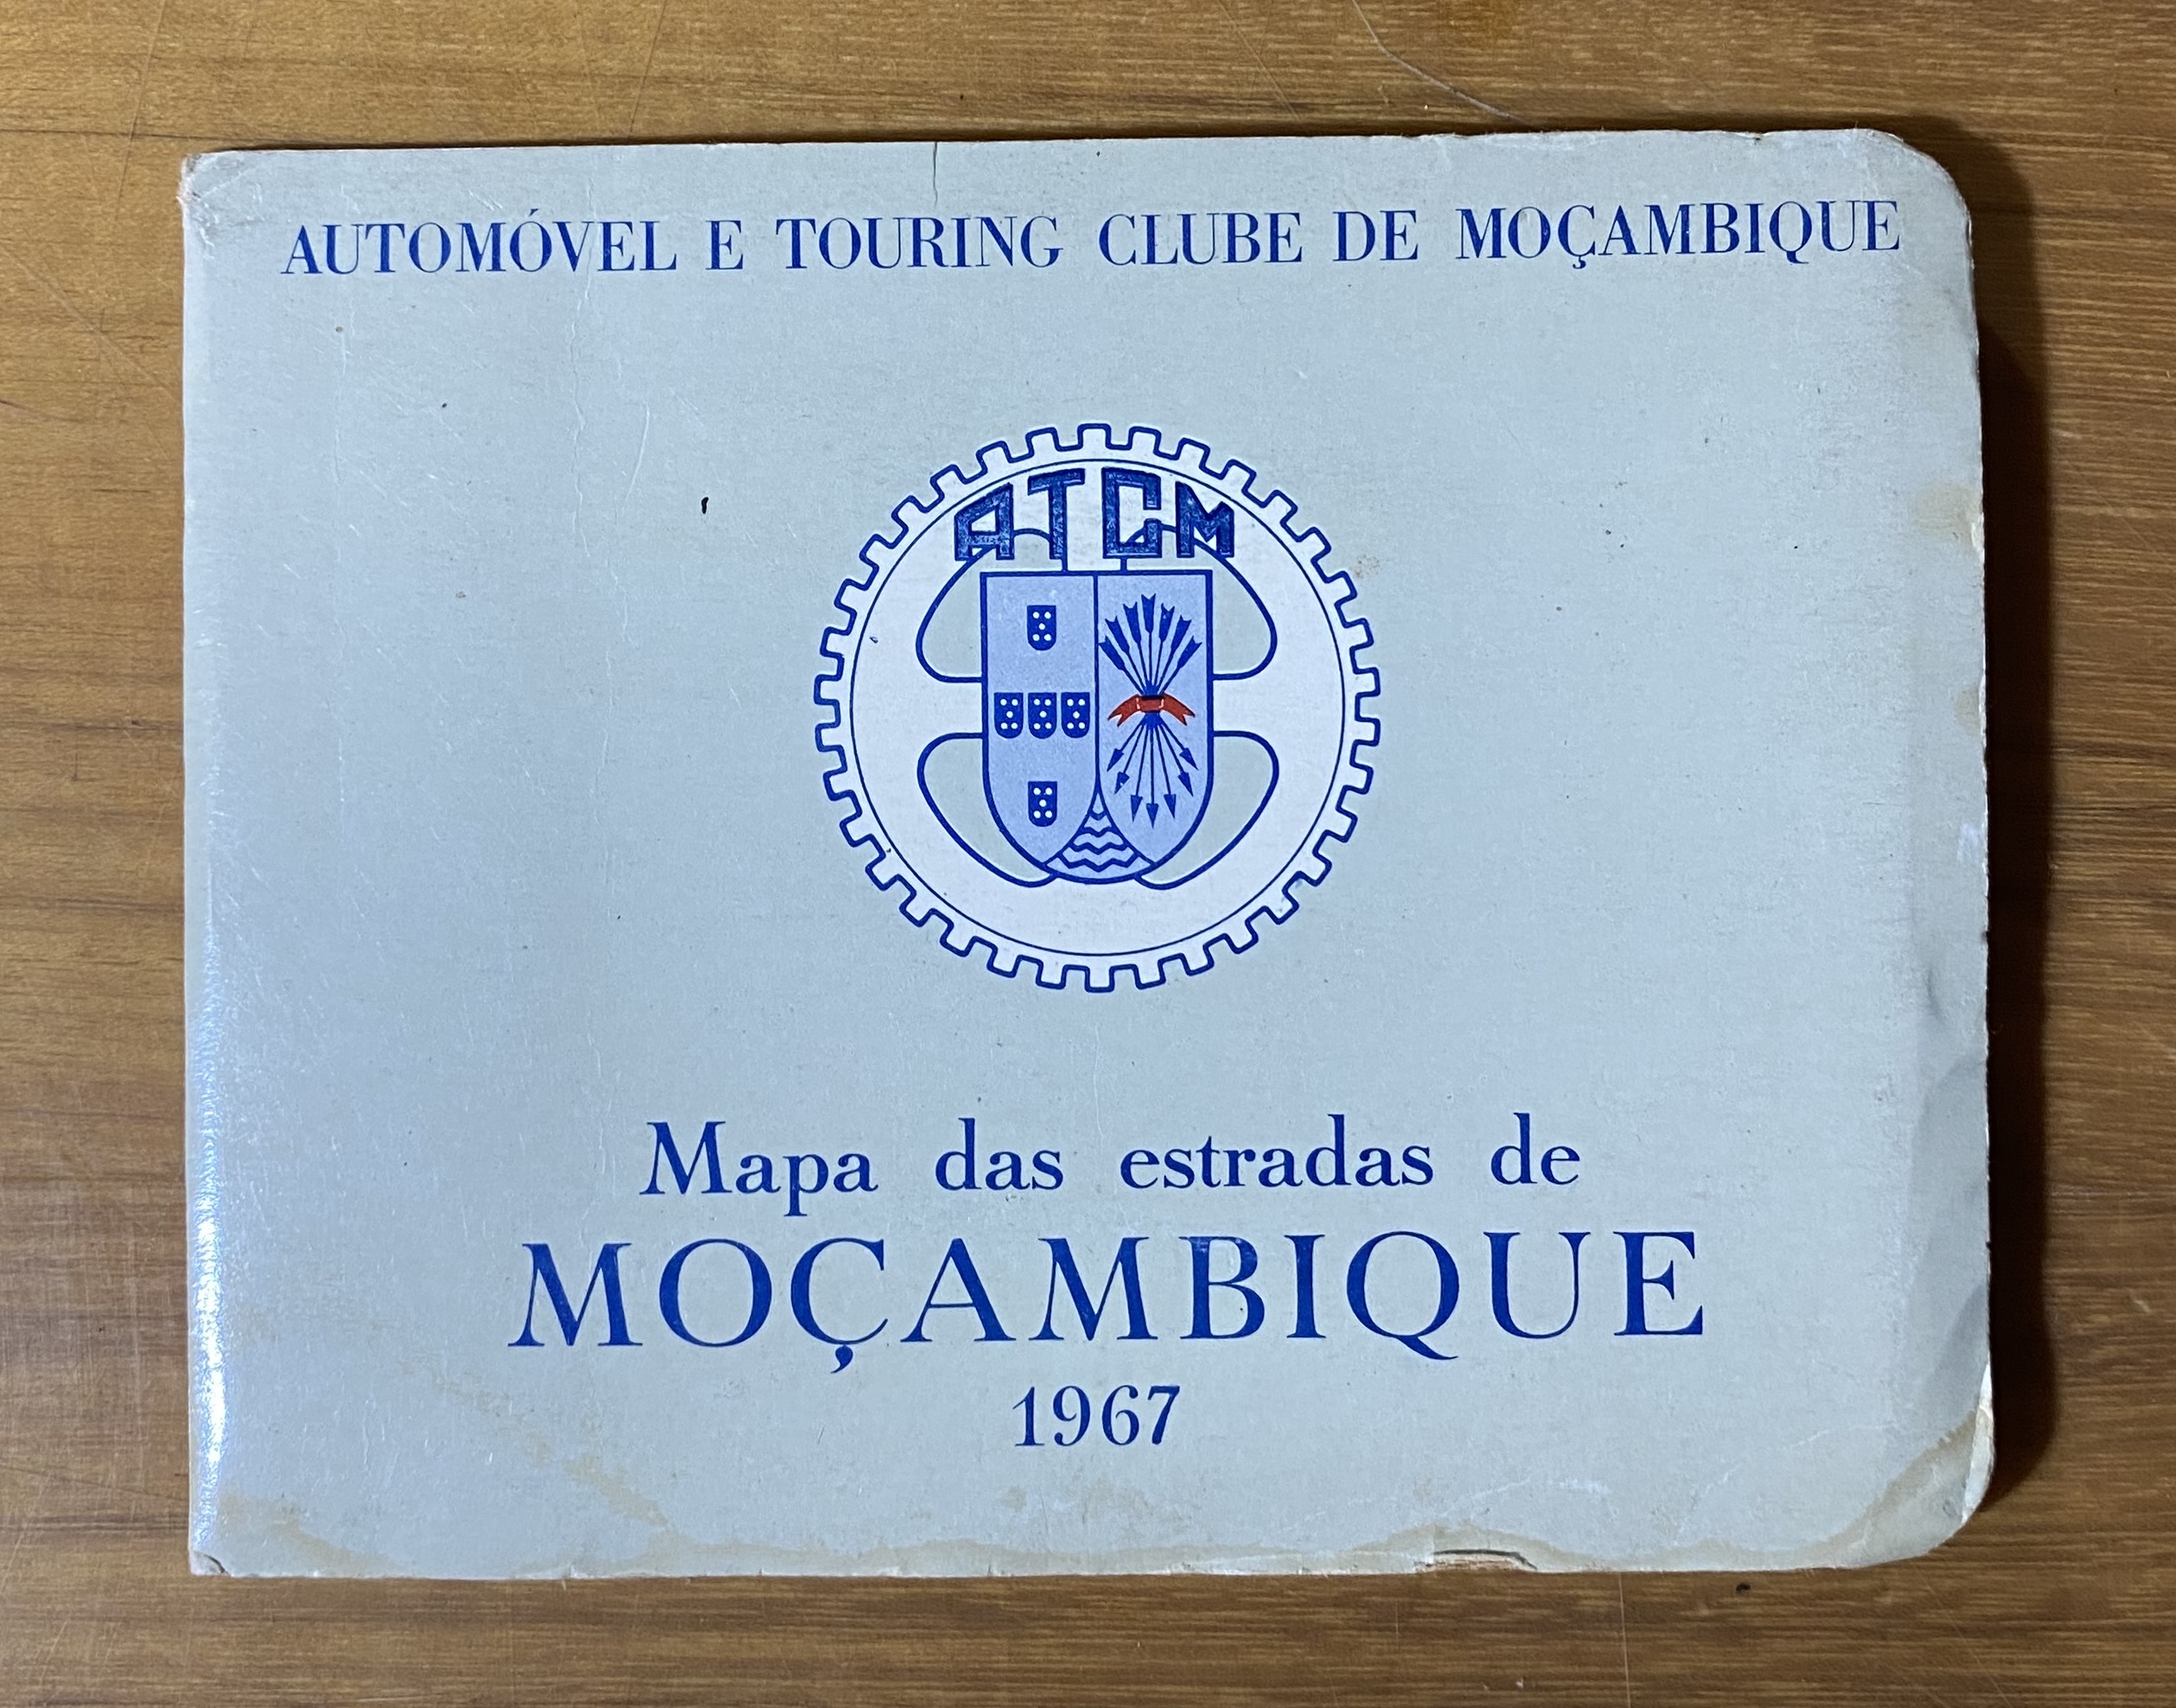 AUTOMÓVEL E TOURING CLUBE DE MOÇAMBIQUE
ATCM
Mapa das estradas de
MOÇAMBIQUE
1967